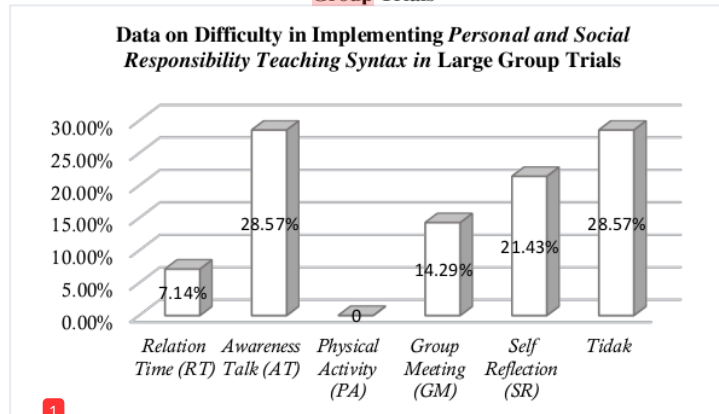 Group Trials
Data on Difficulty in Implementing Personal and Social
Responsibility Teaching Syntax in Large Group Trials
30.00%
25.00%
20.00%
15.00%
10.00%
5.00%
0.00%
7.14%
28.57%
0
14.29%
21.43%
28.57%
Relation Awareness Physical Group Self Tidak
Time (RT) Talk (AT) Activity Meeting Reflection
(PA) (GM) (SR)
1